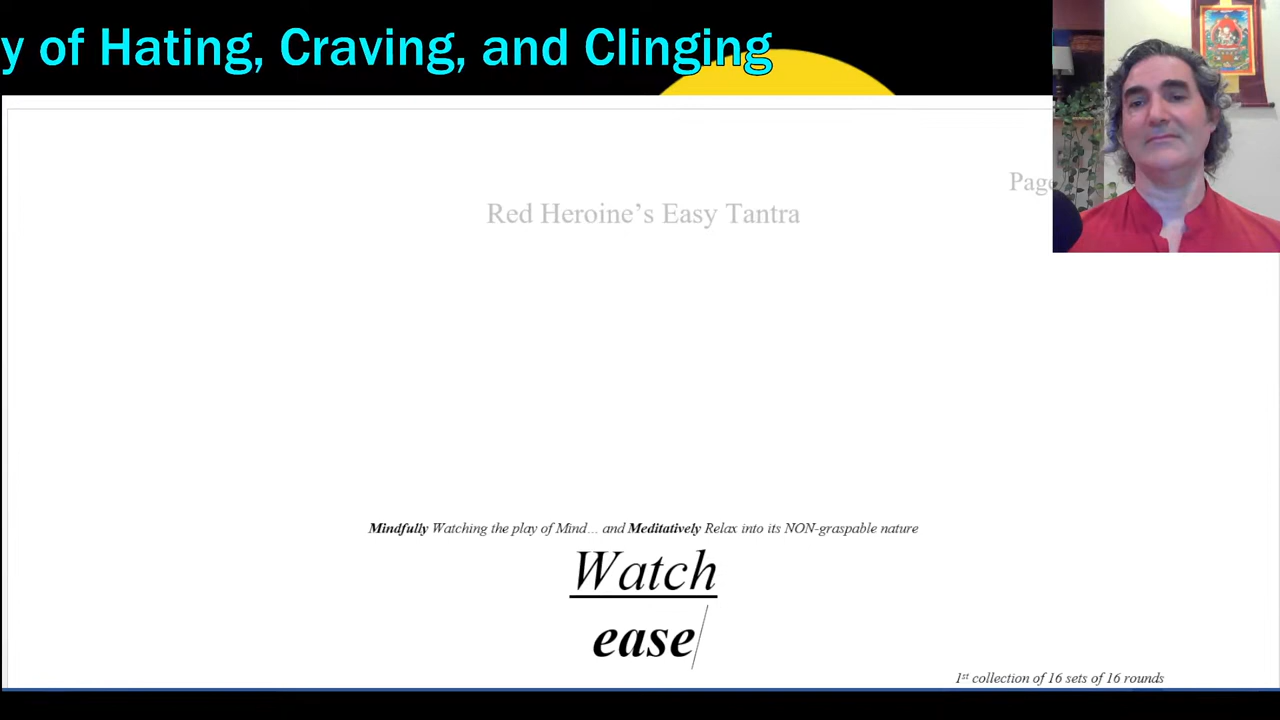 y of Hating, Craving, and Clinging
Page
Red Heroine’s Easy Tantra
Mindfully Watching the play of Mind… and Meditatively Relax into its NON-graspable nature
Watch
ease
1st collection of 16 sets of 16 rounds